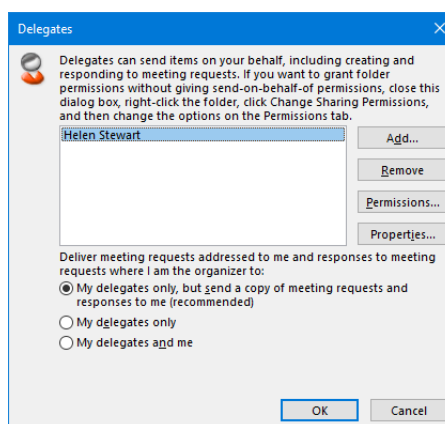 Delegates
Delegates can send items on your behalf, including creating and
responding to meeting requests. If you want to grant folder
permissions without giving send-on-behalf-of permissions, close this
dialog box, right-click the folder, click Change Sharing Permissions,
and then change the options on the Permissions tab.
Helen Stewart
Add...
Remove
Permissions...
Properties...
Deliver meeting requests addressed to me and responses to meeting
requests where I am the organizer to:
My delegates only, but send a copy of meeting requests and
responses to me (recommended)
My delegates only
My delegates and me
OK
Cancel